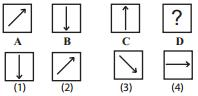 ?
A B C D
(1) (2) (3) (4)